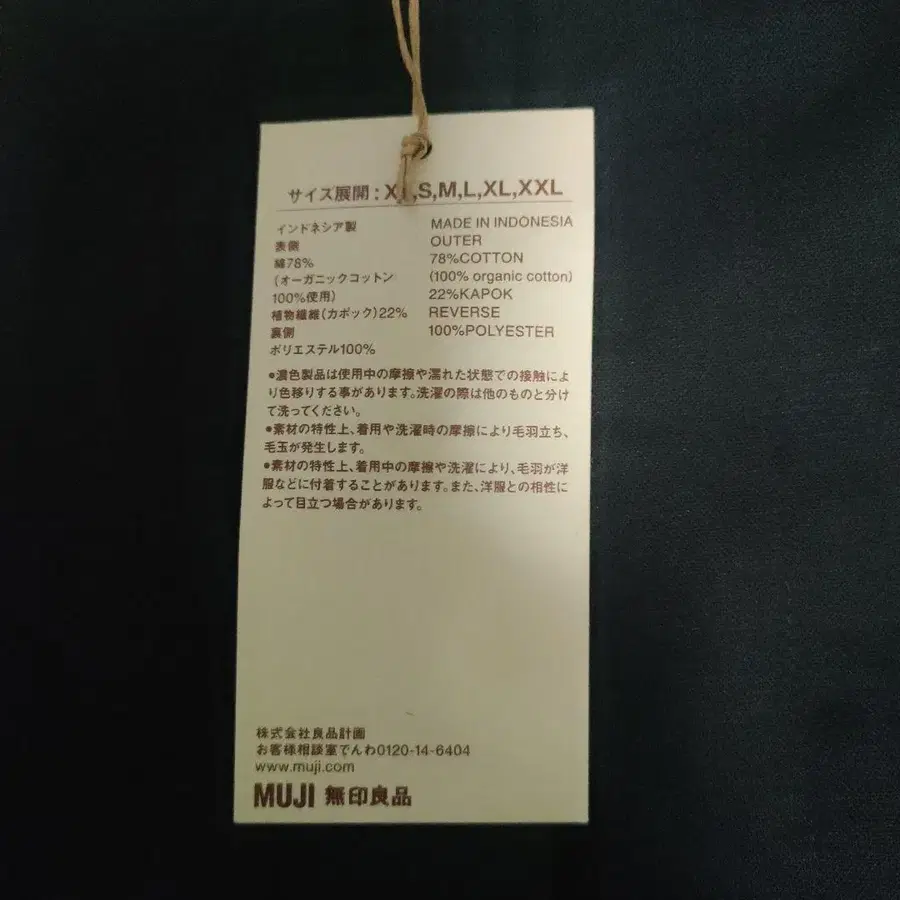 サイズ展開:XS,S,M,L,XL,XXL
インドネシア製
表側
綿78%
(オーガニックコットン
100%使用)
植物繊維(カポック)22%
裏側
ポリエステル100%
MADE IN INDONESIA
OUTER
78%COTTON
(100% organic cotton)
22%KAPOK
REVERSE
100%POLYESTER
●濃色製品は使用中の摩擦や濡れた状態での接触によ
り色移りする事があります。洗濯の際は他のものと分け
て洗ってください。
●素材の特性上、着用や洗濯時の摩擦により毛羽立ち、
毛玉が発生します。
●素材の特性上、着用中の摩擦や洗濯により、毛羽が洋
服などに付着することがあります。また、洋服との相性に
よって目立つ場合があります。
株式会社良品計画
お客様相談室でんわ0120-14-6404
www.muji.com
MUJI 無印良品